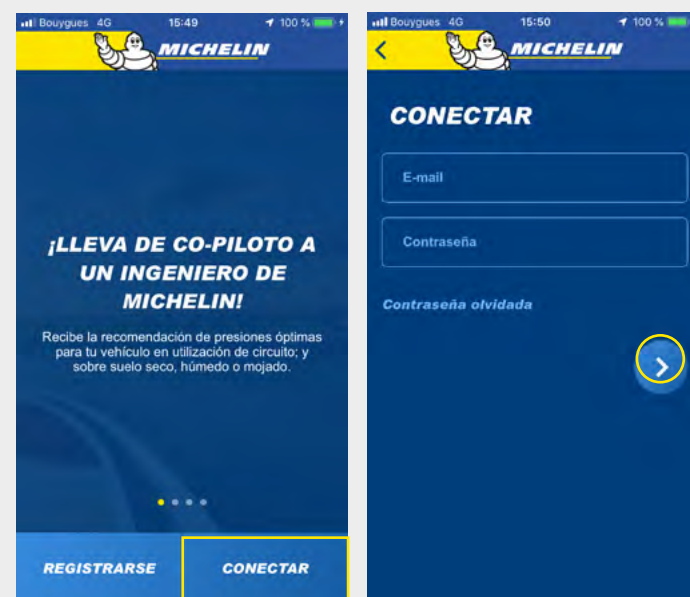 Bouygues 4G 15:49 100 %
MICHELIN
¡LLEVA DE CO-PILOTO A
UN INGENIERO DE
MICHELIN!
Recibe la recomendación de presiones óptimas
para tu vehículo en utilización de circuito; y
sobre suelo seco, húmedo o mojado.
REGISTRARSE CONECTAR
Bouygues 4G 15:50 100 %
MICHELIN
CONECTAR
E-mail
Contraseña
Contraseña olvidada